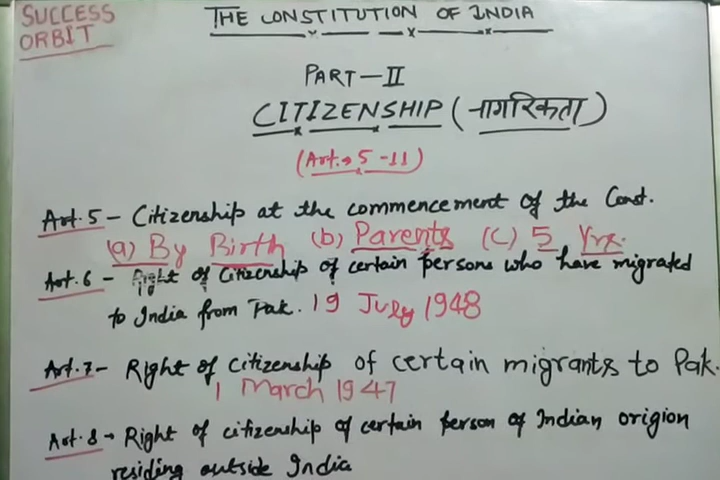 SUCCESS
ORBIT
THE CONSTITUTION OF INDIA
PART-II
CITIZENSHIP (नागरिकता)
(Art.→ 5-11)
Art.5 - Citizenship at the commencement of the Const.
(a) By Birth (b) Parents (c) 5 Yrs.
Art.6 - Right of Citizenship of certain persons who have migrated
to India from Pak. 19 July 1948
Art.7- Right of citizenship of certain migrants to Pak.
1 March 1947
Art.8→ Right of citizenship of certain person of Indian origion
residing outside India